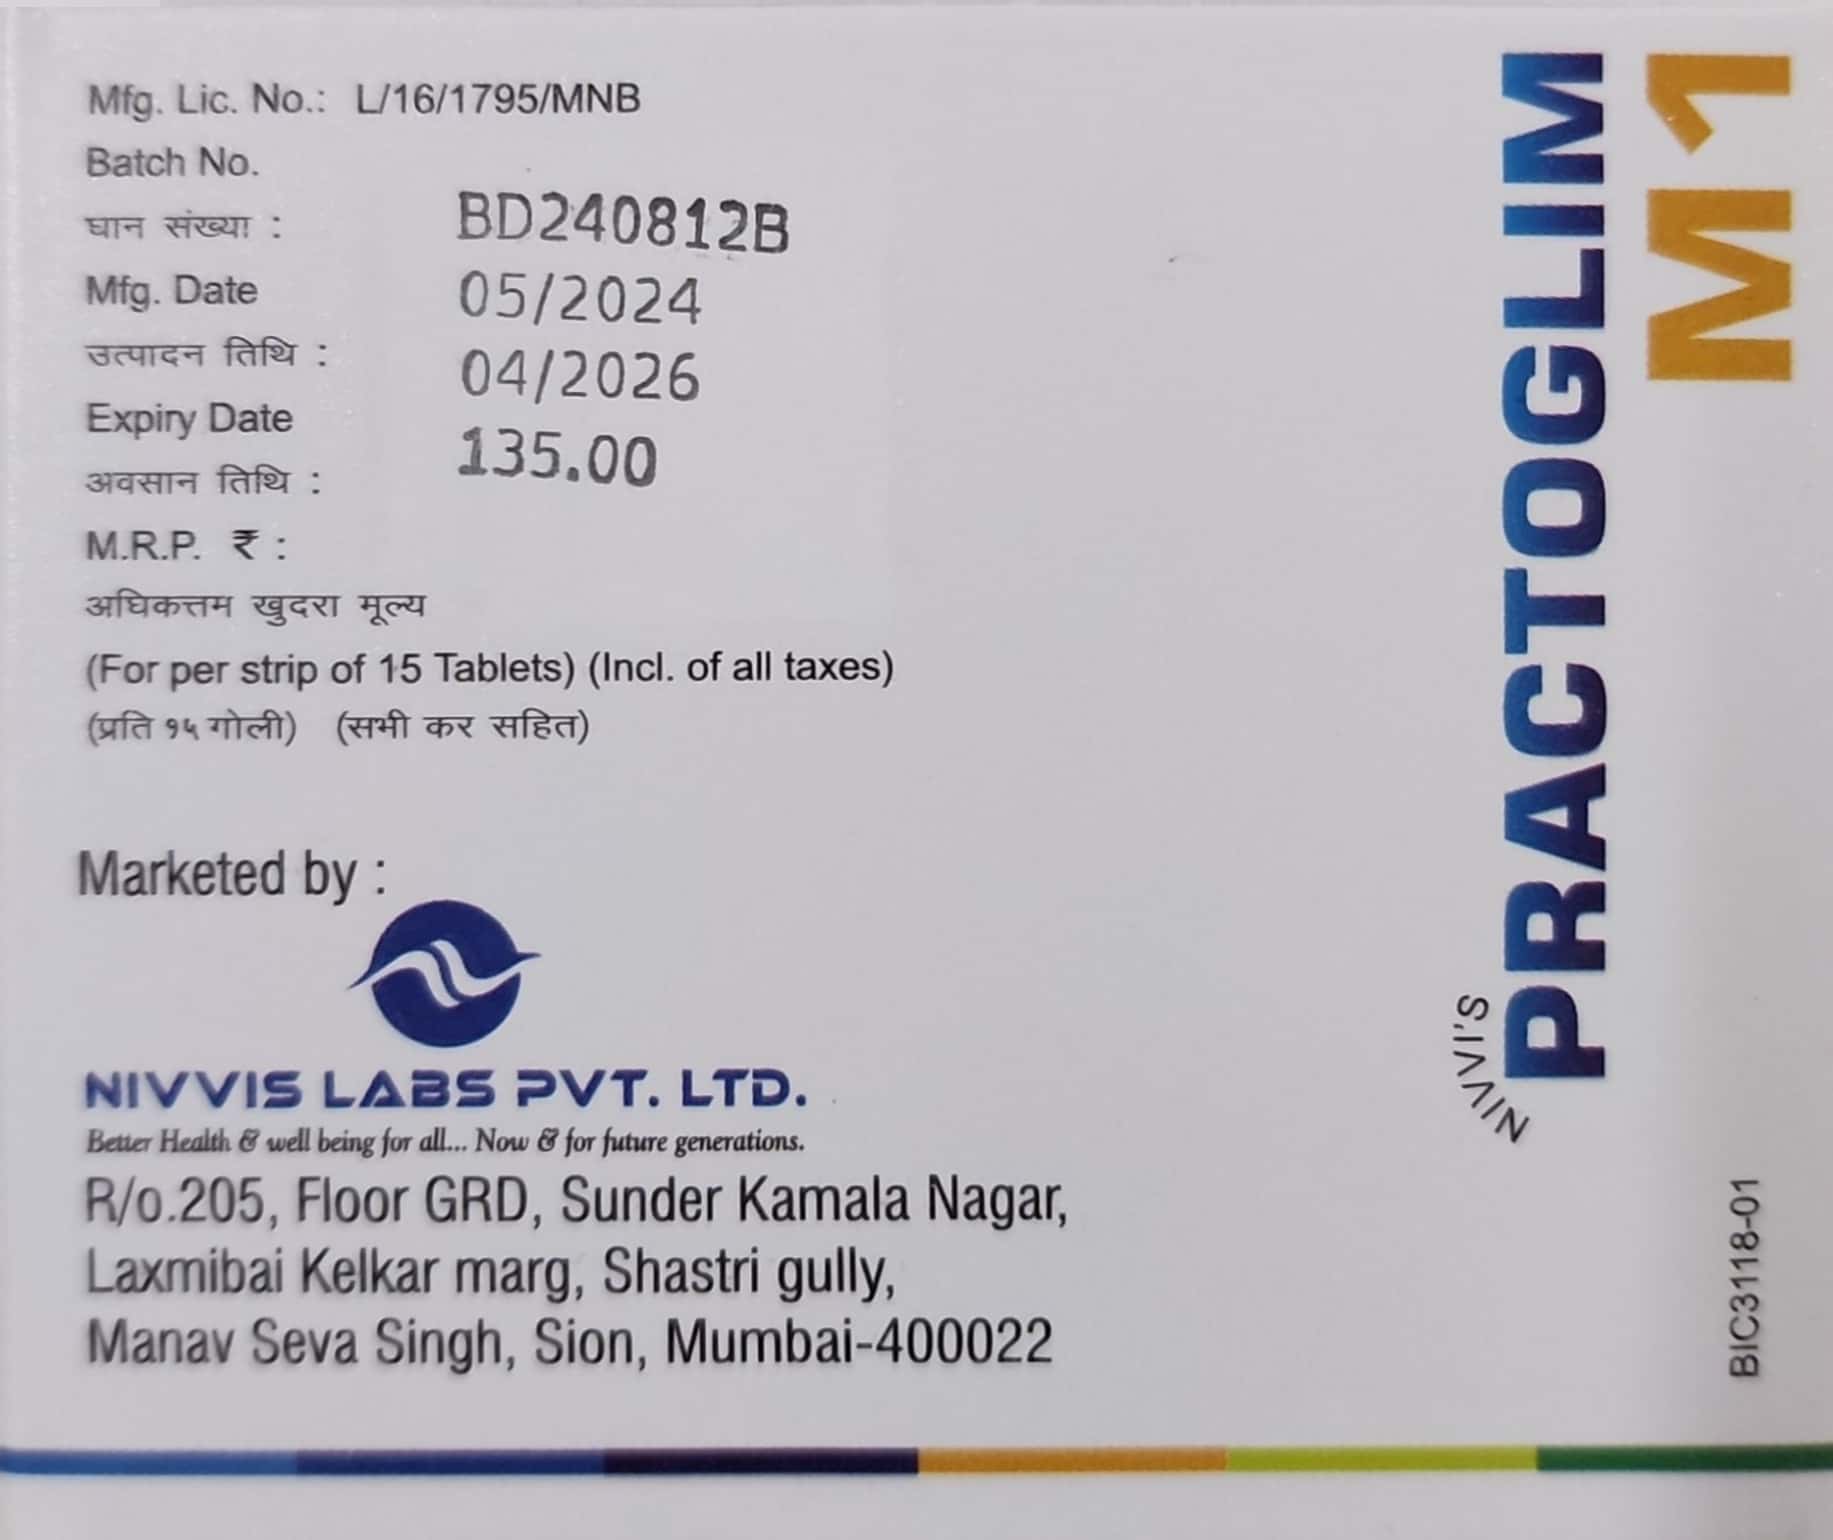 Mfg. Lic. No.: L/16/1795/MNB
Batch No.
घान संख्या :
BD240812B
Mfg. Date
05/2024
उत्पादन तिथि :
04/2026
Expiry Date
135.00
अवसान तिथि :
M.R.P. ₹ :
अधिकत्तम खुदरा मूल्य
(For per strip of 15 Tablets) (Incl. of all taxes)
(प्रति १५ गोली) (सभी कर सहित)
Marketed by :
NIVVIS LABS PVT. LTD.
Better Health & well being for all... Now & for future generations.
R/o.205, Floor GRD, Sunder Kamala Nagar,
Laxmibai Kelkar marg, Shastri gully,
Manav Seva Singh, Sion, Mumbai-400022
NIVVI'S
PRACTOGLIM
M1
BIC3118-01